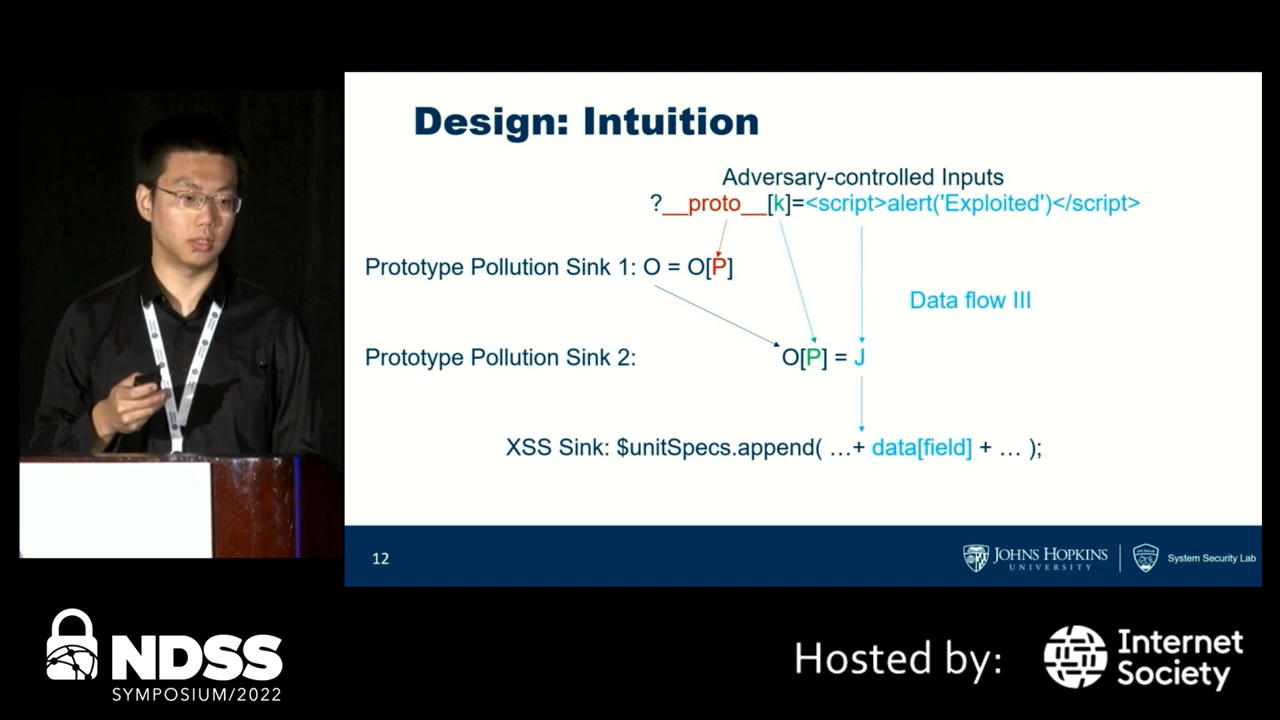 Design: Intuition
Adversary-controlled Inputs
?__proto__[k]=<script>alert('Exploited')</script>
Prototype Pollution Sink 1: O = O[P]
Data flow III
Prototype Pollution Sink 2: O[P] = J
XSS Sink: $unitSpecs.append( …+ data[field] + … );
12
JOHNS HOPKINS
UNIVERSITY
System Security Lab
NDSS
SYMPOSIUM/2022
Hosted by:
Internet
Society